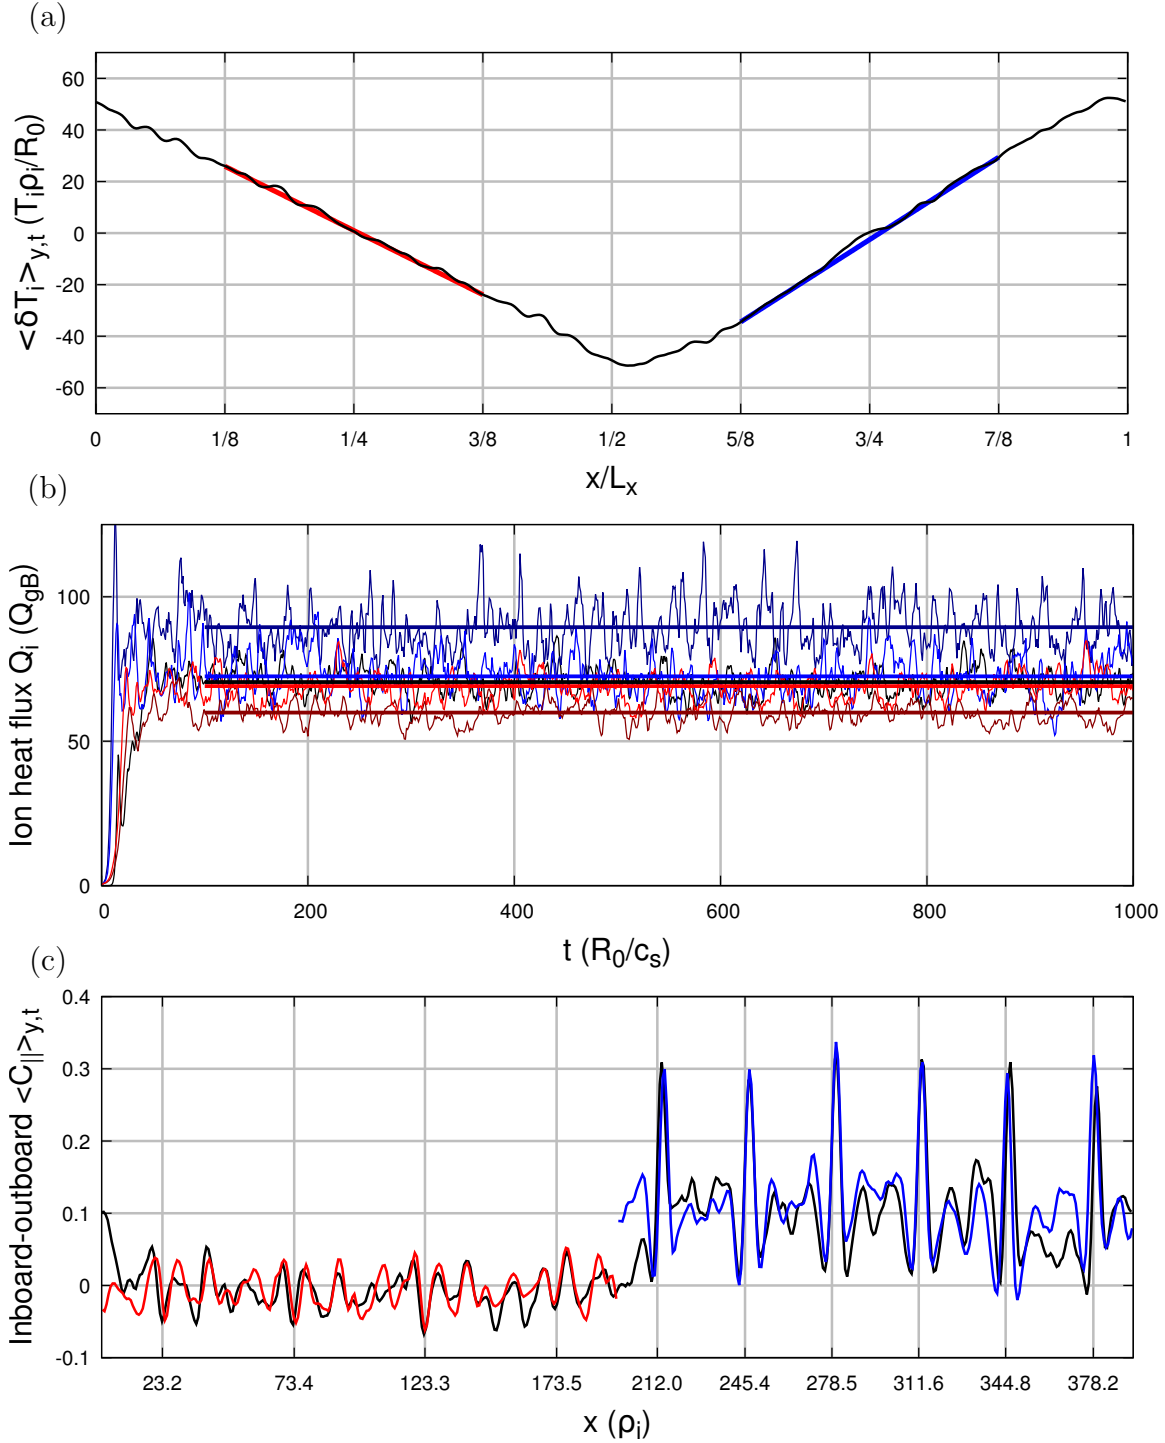 (a)
<δTᵢ>y,t (Tᵢρᵢ/R₀)
60
40
20
0
-20
-40
-60
0 1/8 1/4 3/8 1/2 5/8 3/4 7/8 1
x/Lₓ
(b)
Ion heat flux Qᵢ (QgB)
100
50
0
0 200 400 600 800 1000
t (R₀/cₛ)
(c)
Inboard-outboard <C||>y,t
0.4
0.3
0.2
0.1
0
-0.1
23.2 73.4 123.3 173.5 212.0 245.4 278.5 311.6 344.8 378.2
x (ρᵢ)